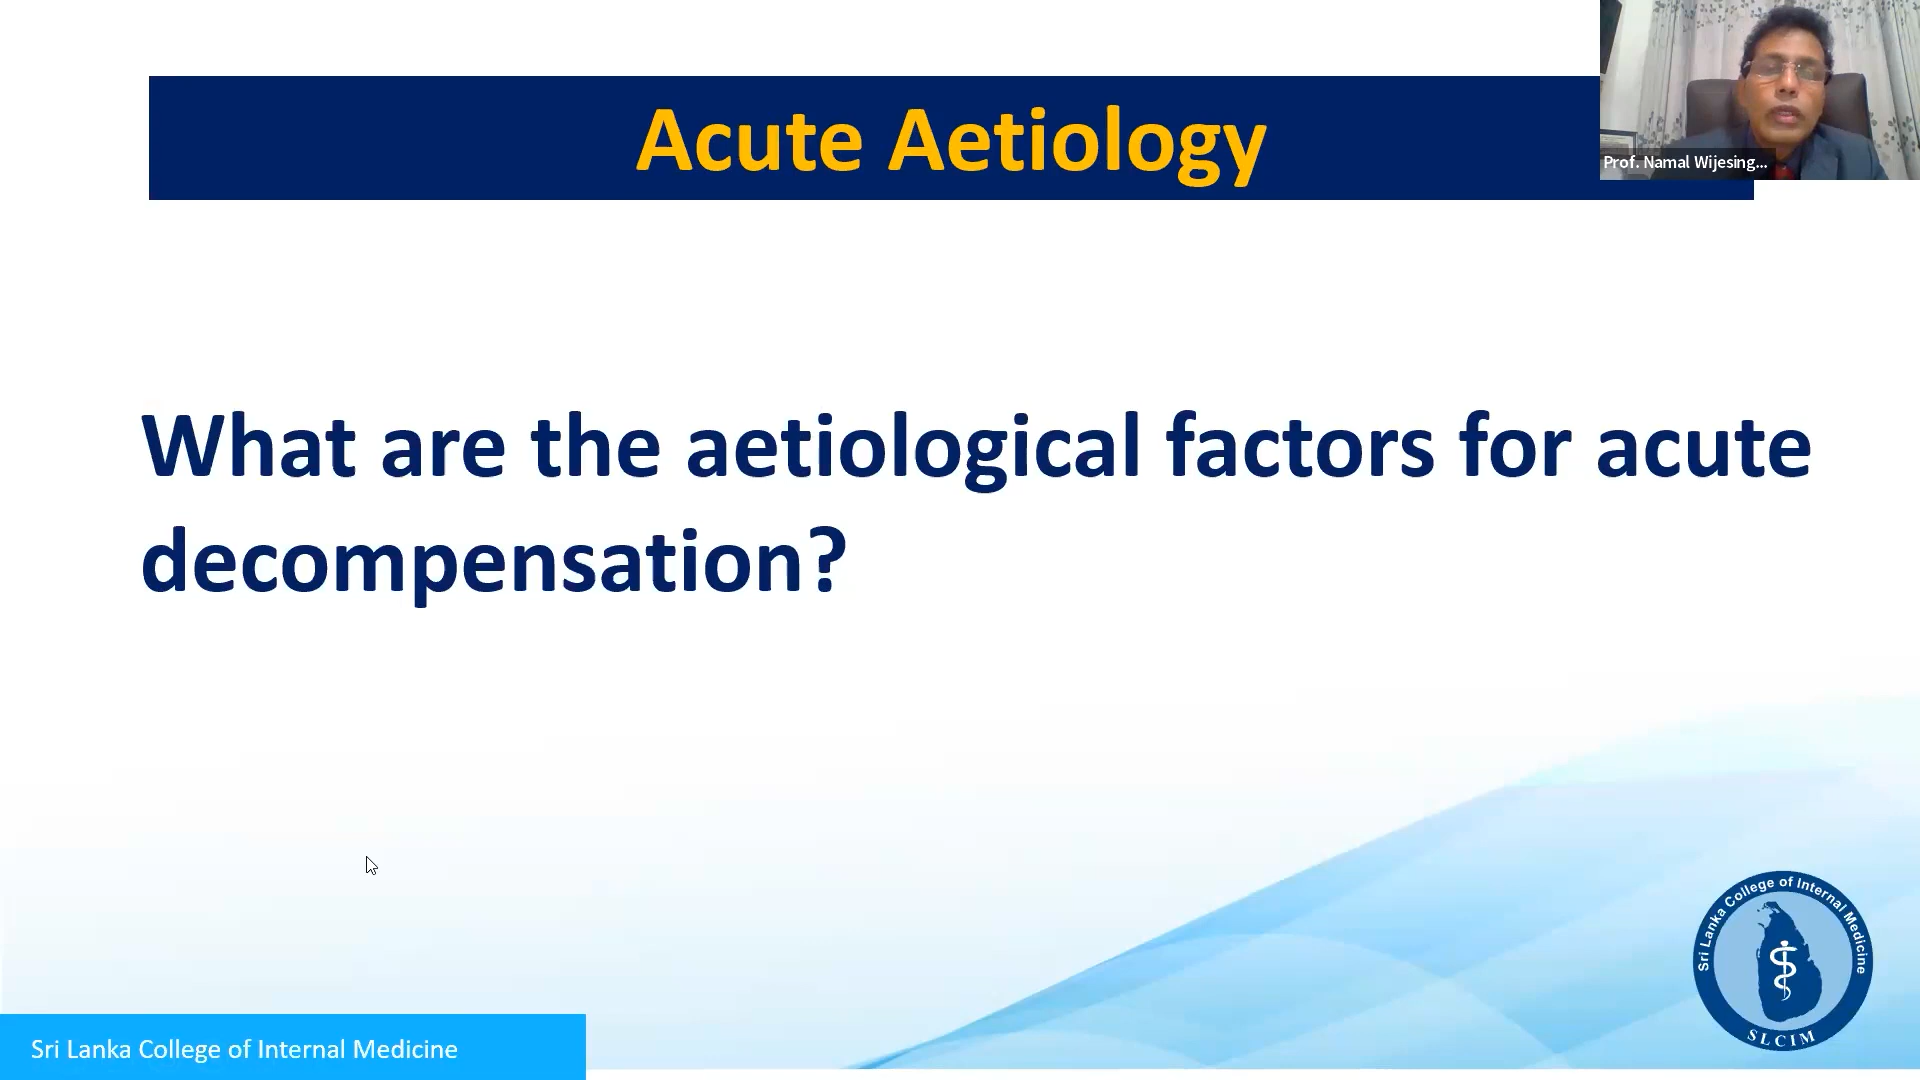 Acute Aetiology
Prof. Namal Wijesing...
What are the aetiological factors for acute
decompensation?
Sri Lanka College of Internal Medicine
SLCIM
Sri Lanka College of Internal Medicine